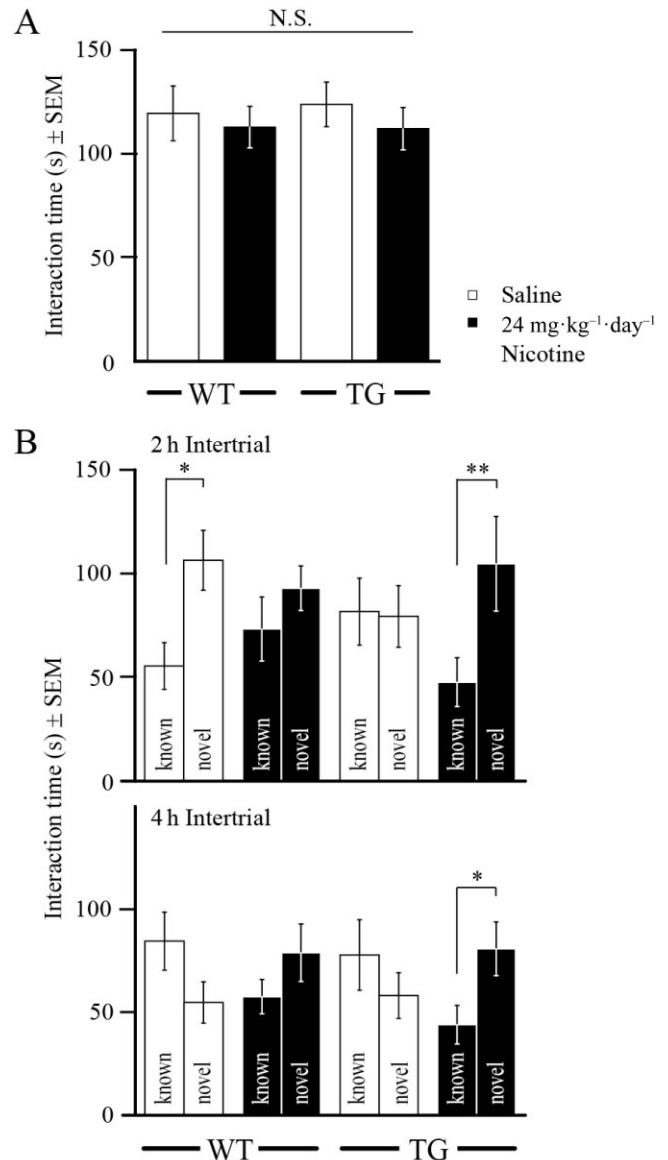 A
N.S.
Interaction time (s) ± SEM
150
100
50
0
WT
TG
Saline
24 mg·kg⁻¹·day⁻¹
Nicotine
B
2 h Intertrial
Interaction time (s) ± SEM
150
100
50
0
*
**
known
novel
known
novel
known
novel
known
novel
4 h Intertrial
100
50
0
*
known
novel
known
novel
known
novel
known
novel
WT
TG